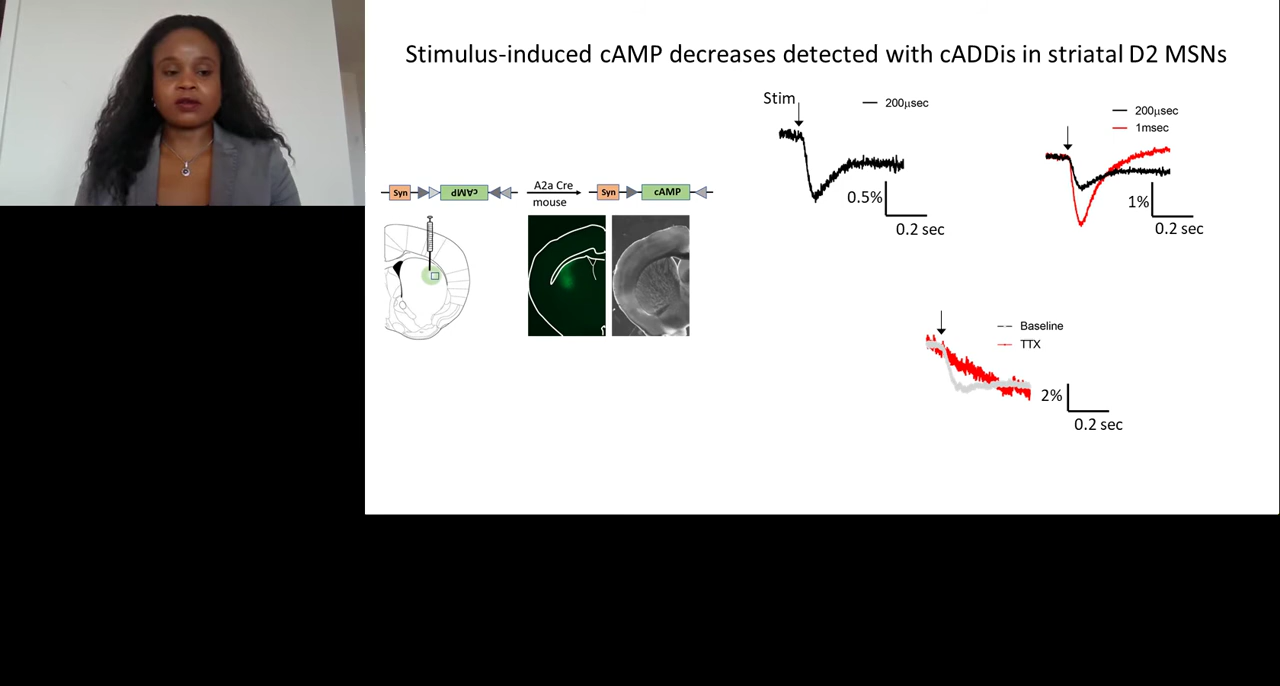 Stimulus-induced cAMP decreases detected with cADDis in striatal D2 MSNs
Stim
200µsec
0.5%
0.2 sec
200µsec
1msec
1%
0.2 sec
Syn
cAMP
A2a Cre
mouse
Syn
cAMP
Baseline
TTX
2%
0.2 sec